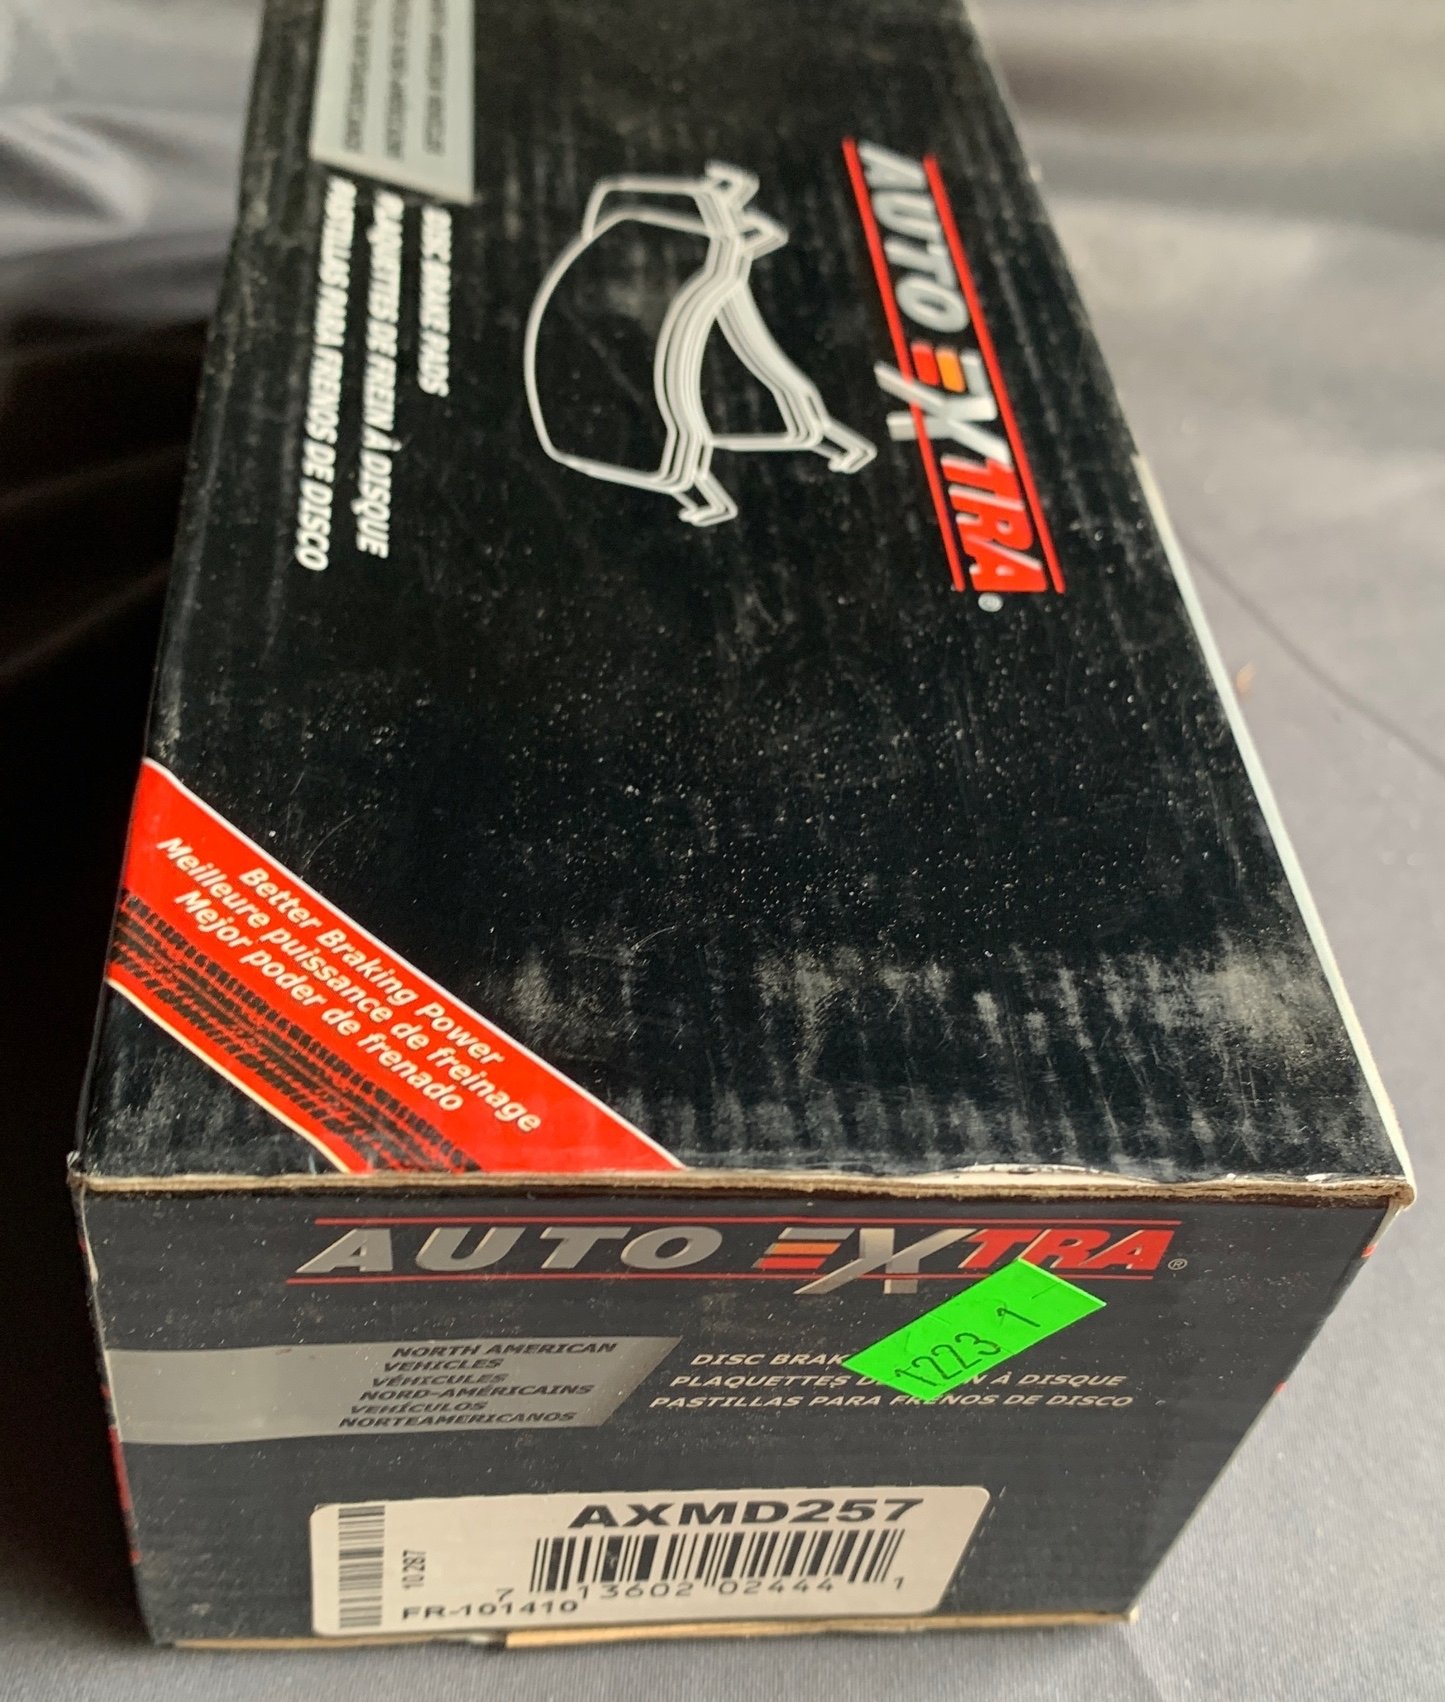 AUTO EXTRA®
DISC BRAKE PADS
PLAQUETTES DE FREIN À DISQUE
PASTILLAS PARA FRENOS DE DISCO
Better Braking Power
Meilleure puissance de freinage
Mejor poder de frenado
AUTO EXTRA®
NORTH AMERICAN
VEHICLES
VÉHICULES
NORD-AMÉRICAINS
VEHÍCULOS
NORTEAMERICANOS
DISC BRAK
PLAQUETTES D N À DISQUE
PASTILLAS PARA FRENOS DE DISCO
12231
AXMD257
10287
7 13602 02444 1
FR-101410